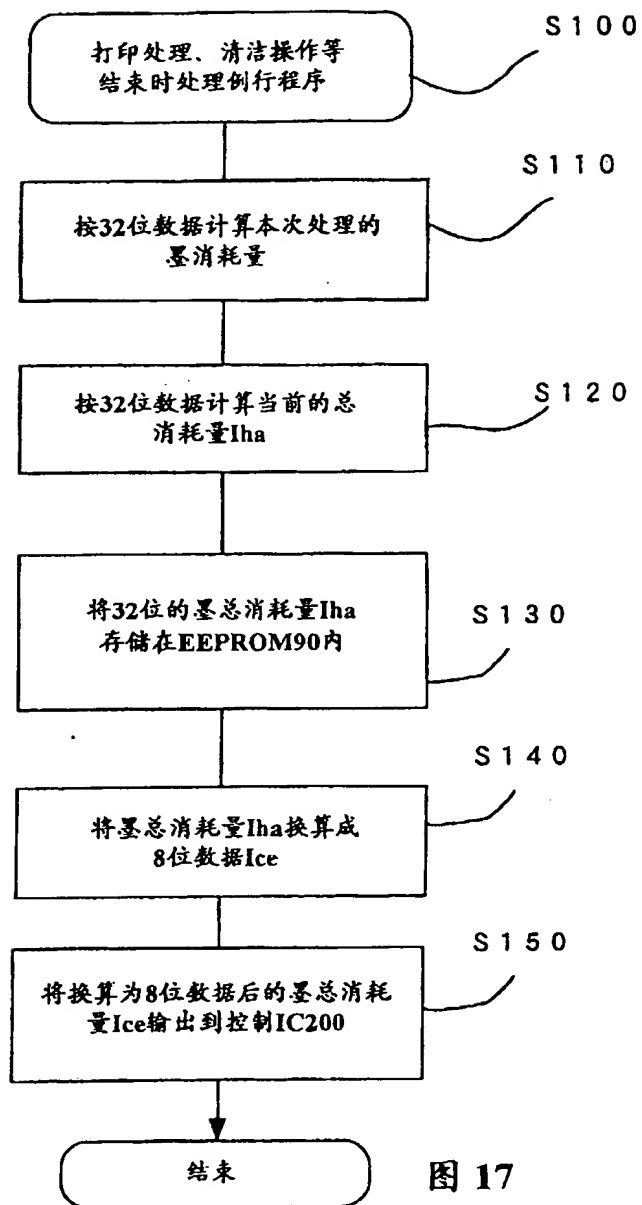 打印处理、清洁操作等
结束时处理例行程序
S100
S110
按32位数据计算本次处理的
墨消耗量
S120
按32位数据计算当前的总
消耗量Iha
将32位的墨总消耗量Iha
存储在EEPROM90内
S130
S140
将墨总消耗量Iha换算成
8位数据Ice
S150
将换算为8位数据后的墨总消耗
量Ice输出到控制IC200
结束
图 17